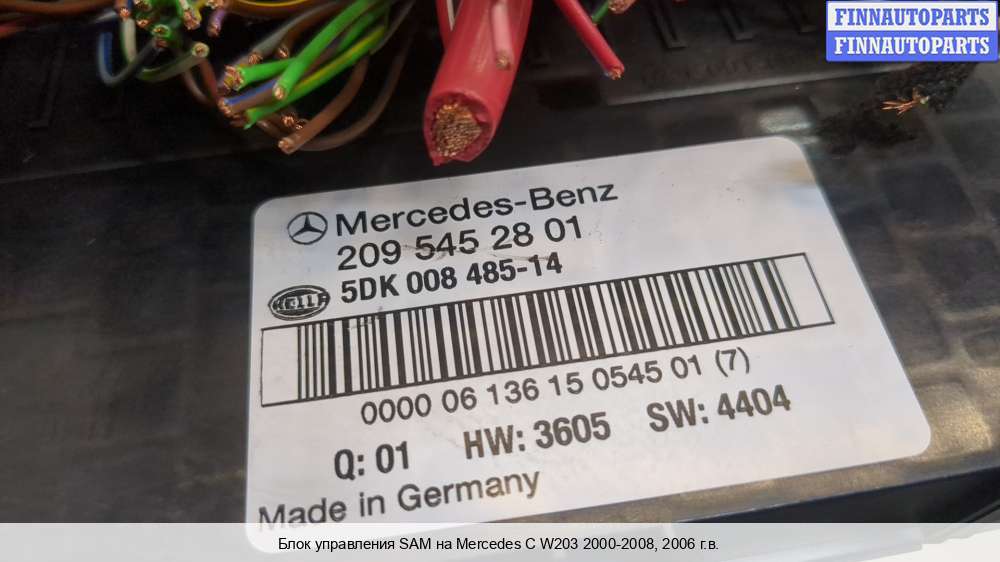 FINNAUTOPARTS
FINNAUTOPARTS
Mercedes-Benz
209 545 28 01
HELLA
5DK 008 485-14
0000 06 136 15 0545 01 (7)
Q: 01 HW: 3605 SW: 4404
Made in Germany
Блок управления SAM на Mercedes C W203 2000-2008, 2006 г.в.